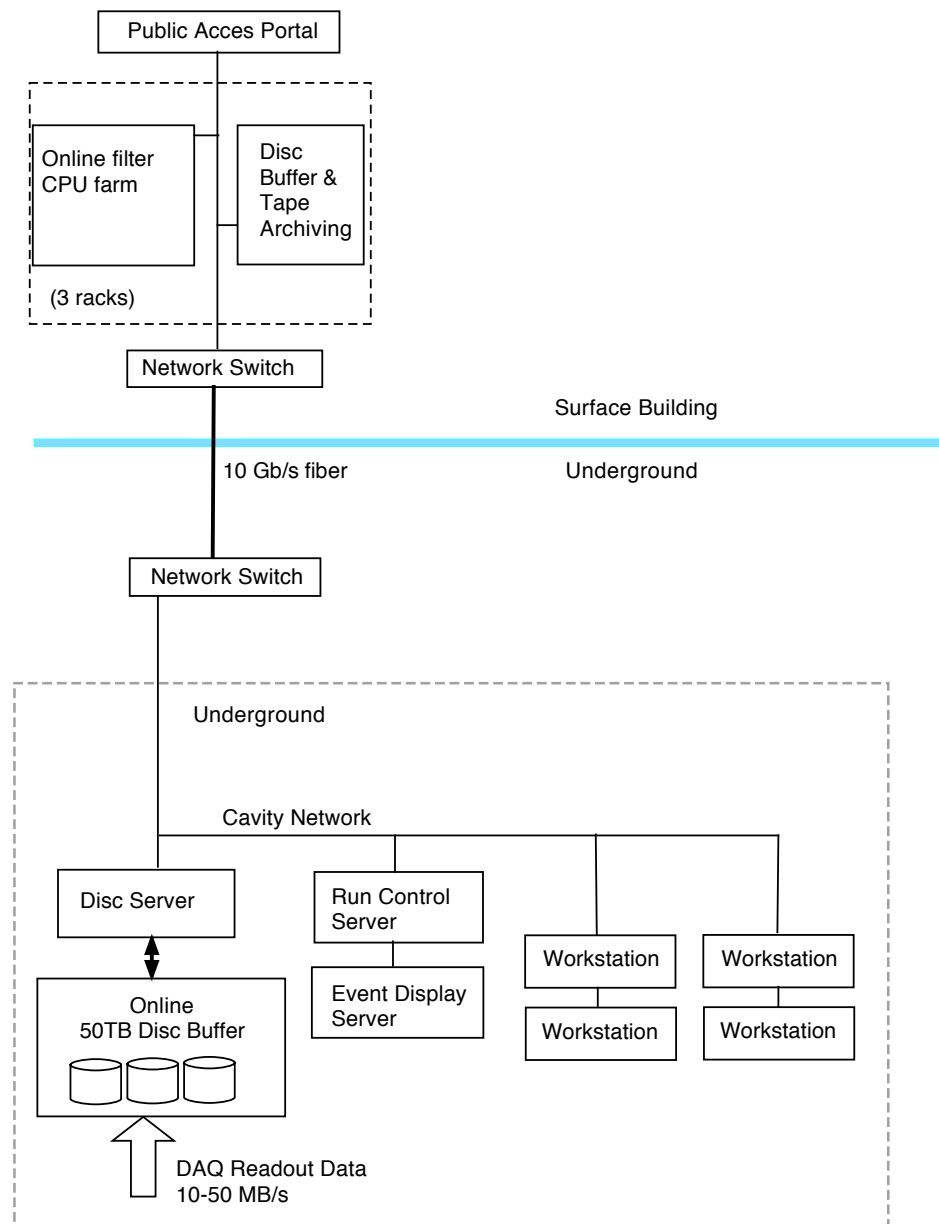 Public Acces Portal
Online filter
CPU farm
Disc
Buffer &
Tape
Archiving
(3 racks)
Network Switch
Surface Building
10 Gb/s fiber
Underground
Network Switch
Underground
Cavity Network
Disc Server
Run Control
Server
Workstation
Workstation
Online
50TB Disc Buffer
Event Display
Server
Workstation
Workstation
DAQ Readout Data
10-50 MB/s